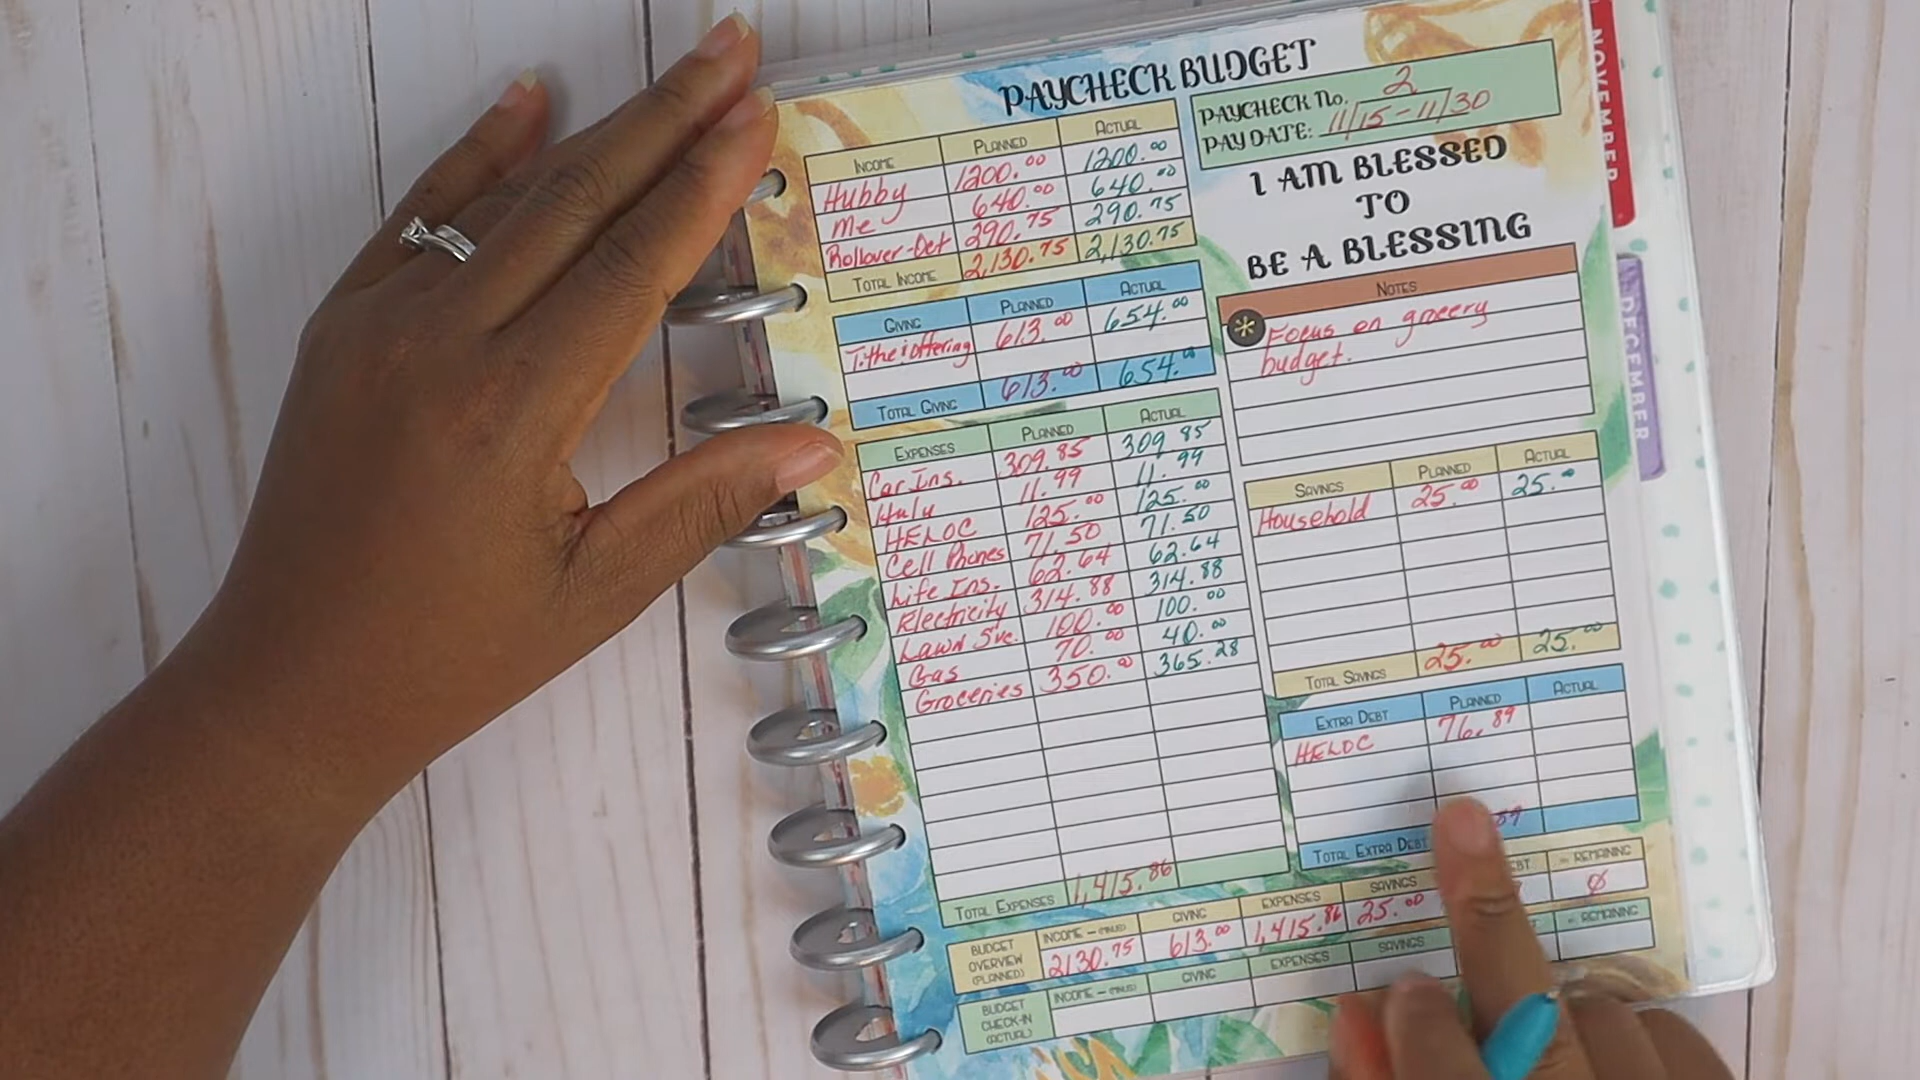 PAYCHECK BUDGET
PAYCHECK NO. 2
PAY DATE: 11/15-11/30
I AM BLESSED
TO
BE A BLESSING
INCOME PLANNED ACTUAL
Hubby 1200.00 1200.00
Me 640.00 640.00
Rollover-Oct 290.75 290.75
TOTAL INCOME 2,130.75 2,130.75
GIVING PLANNED ACTUAL
Tithe & offering 613.00 654.00
TOTAL GIVING 613.00 654.00
EXPENSES PLANNED ACTUAL
Car Ins. 309.85 309.85
Hulu 11.99 11.99
HELOC 125.00 125.00
Cell Phones 71.50 71.50
Life Ins. 62.64 62.64
Electricity 314.88 314.88
Lawn Svc. 100.00 100.00
Gas 70.00 40.00
Groceries 350.00 365.28
TOTAL EXPENSES 1,415.86
NOTES
* Focus on grocery
budget.
SAVINGS PLANNED ACTUAL
Household 25.00 25.00
TOTAL SAVINGS 25.00 25.00
EXTRA DEBT PLANNED ACTUAL
HELOC 76.89
TOTAL EXTRA DEBT 89
BUDGET OVERVIEW (PLANNED)
INCOME - (MINUS) GIVING EXPENSES SAVINGS DEBT = REMAINING
2130.75 613.00 1,415.86 25.00 Ø
BUDGET CHECK-IN (ACTUAL)
INCOME - (MINUS) GIVING EXPENSES SAVINGS = REMAINING
NOVEMBER
DECEMBER